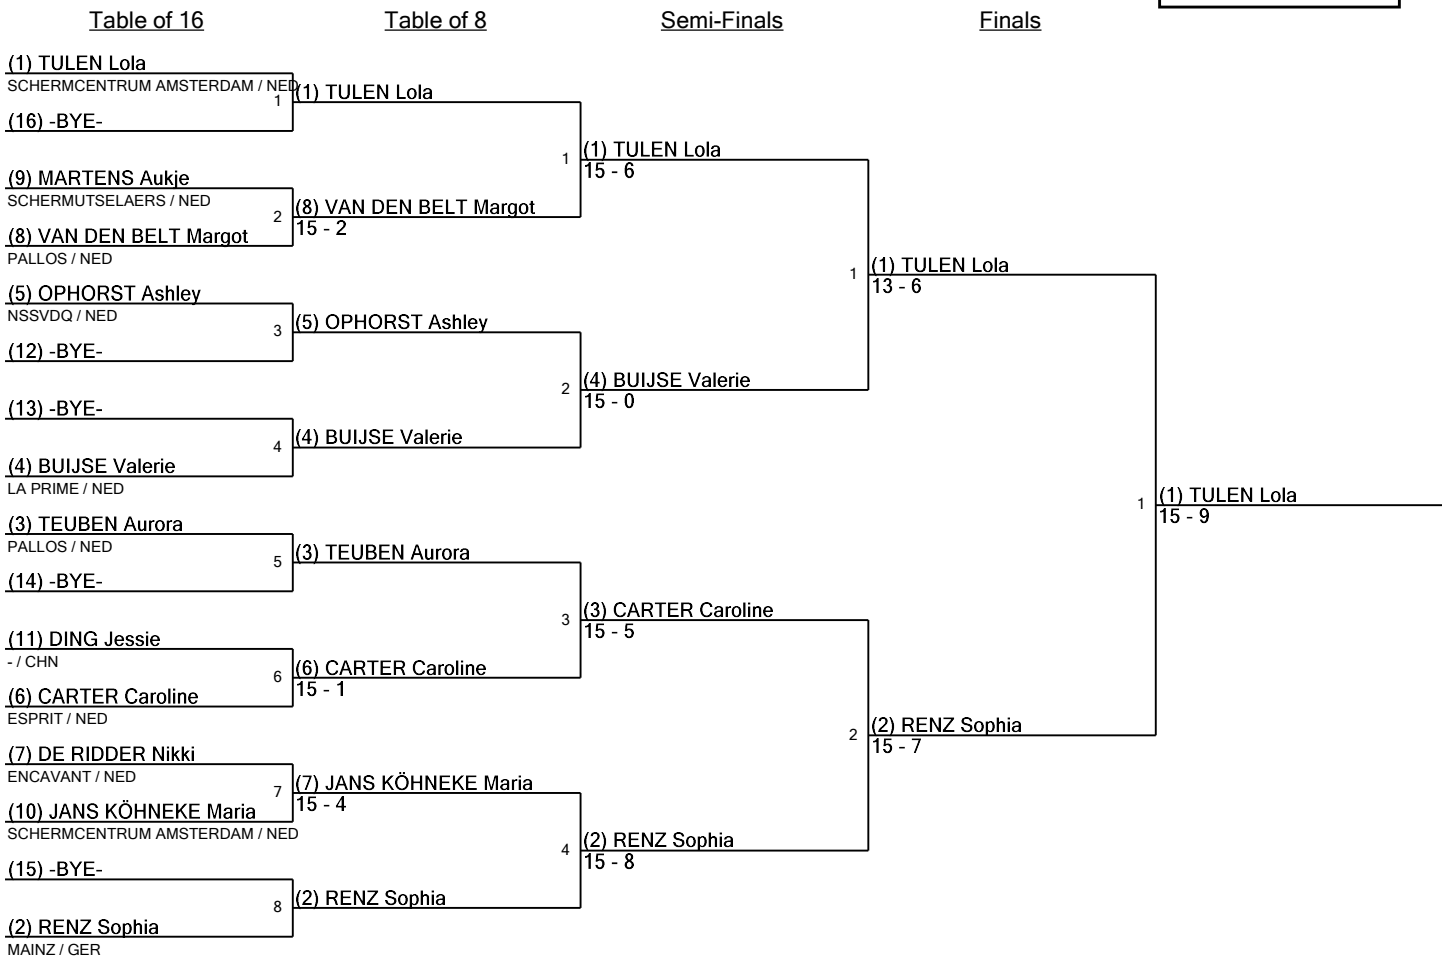 Table of 16
Table of 8
Semi-Finals
Finals
(1) TULEN Lola
SCHERMCENTRUM AMSTERDAM / NED
1
(16) -BYE-
(9) MARTENS Aukje
SCHERMUTSELAERS / NED
2
(8) VAN DEN BELT Margot
PALLOS / NED
(5) OPHORST Ashley
NSSVDQ / NED
3
(12) -BYE-
(13) -BYE-
4
(4) BUIJSE Valerie
LA PRIME / NED
(3) TEUBEN Aurora
PALLOS / NED
5
(14) -BYE-
(11) DING Jessie
- / CHN
6
(6) CARTER Caroline
ESPRIT / NED
(7) DE RIDDER Nikki
ENCAVANT / NED
7
(10) JANS KÖHNEKE Maria
SCHERMCENTRUM AMSTERDAM / NED
(15) -BYE-
8
(2) RENZ Sophia
MAINZ / GER
(1) TULEN Lola
1
(8) VAN DEN BELT Margot
15 - 2
(5) OPHORST Ashley
2
(4) BUIJSE Valerie
(3) TEUBEN Aurora
3
(6) CARTER Caroline
15 - 1
(7) JANS KÖHNEKE Maria
15 - 4
4
(2) RENZ Sophia
(1) TULEN Lola
15 - 6
1
(4) BUIJSE Valerie
15 - 0
(3) CARTER Caroline
15 - 5
2
(2) RENZ Sophia
15 - 8
(1) TULEN Lola
13 - 6
1
(2) RENZ Sophia
15 - 7
(1) TULEN Lola
15 - 9